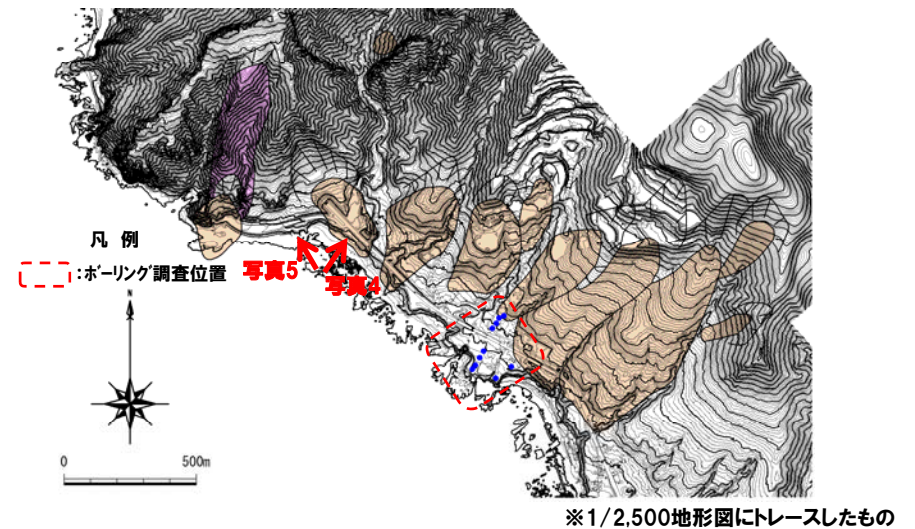 凡 例
:ボーリング調査位置
写真5
写真4
N
0 500m
※1/2,500地形図にトレースしたもの